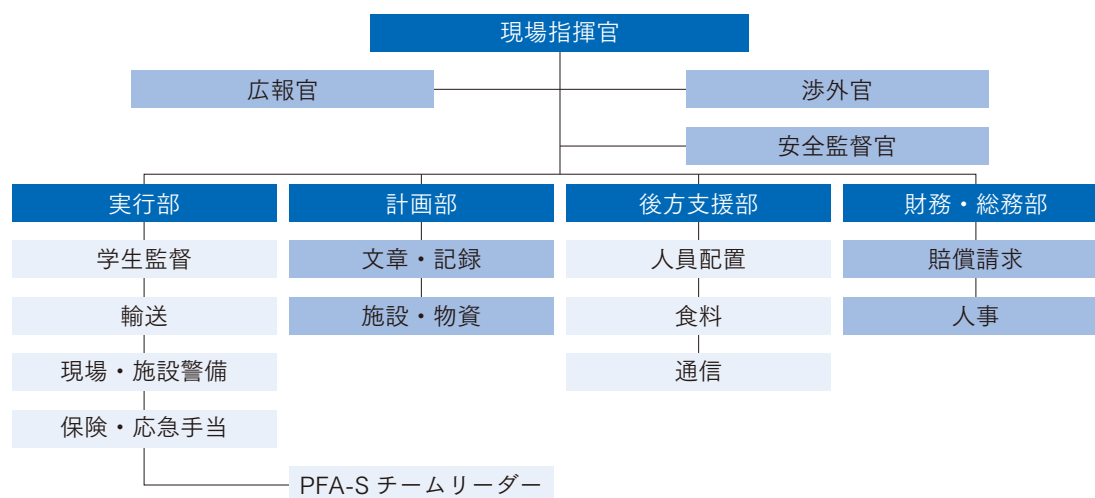 現場指揮官
広報官
渉外官
安全監督官
実行部
計画部
後方支援部
財務・総務部
学生監督
文章・記録
人員配置
賠償請求
輸送
施設・物資
食料
人事
現場・施設警備
通信
保険・応急手当
PFA-S チームリーダー